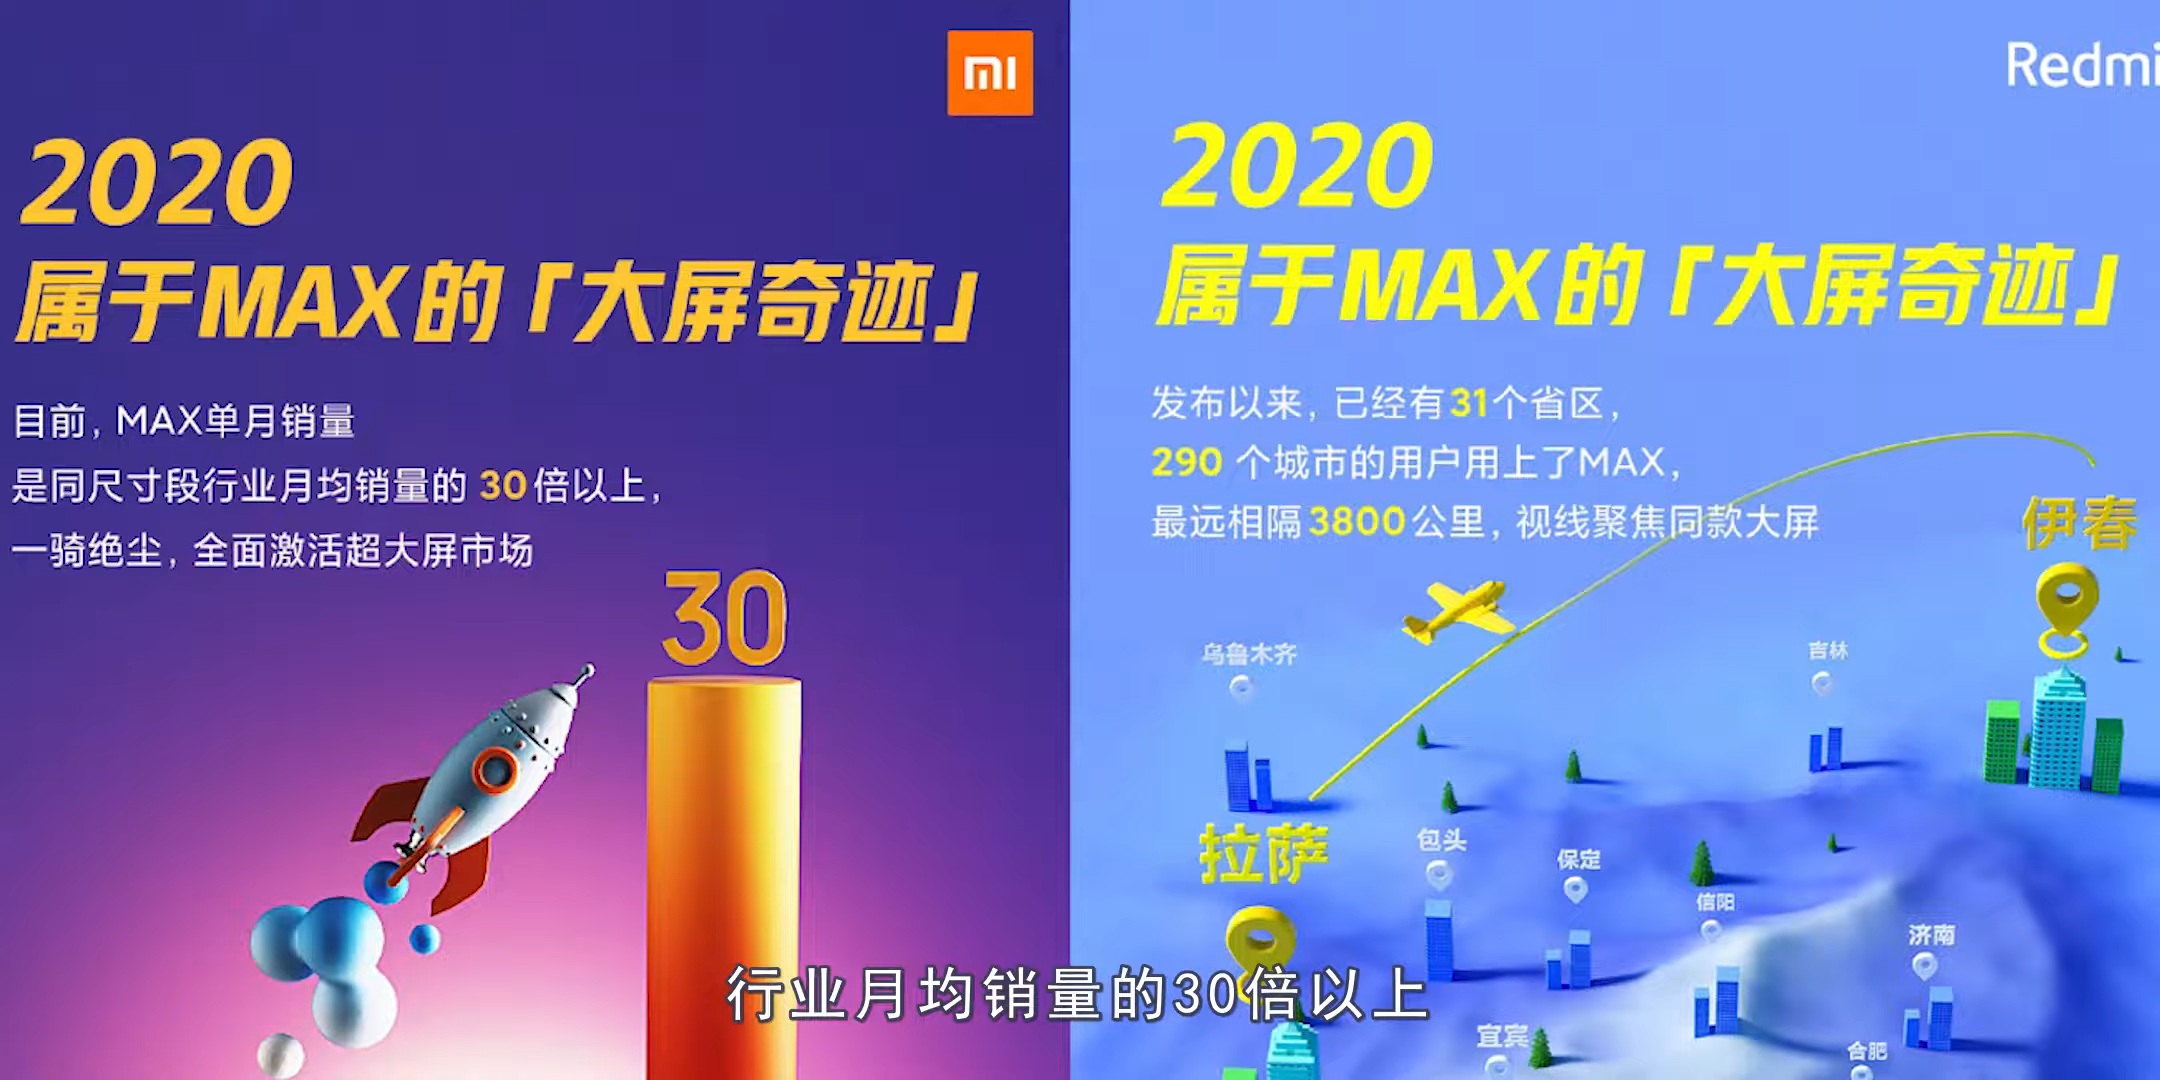 mi
2020
属于MAX的「大屏奇迹」
目前，MAX单月销量
是同尺寸段行业月均销量的 30 倍以上，
一骑绝尘，全面激活超大屏市场
30
Redmi
2020
属于MAX的「大屏奇迹」
发布以来，已经有31个省区，
290 个城市的用户用上了MAX，
最远相隔3800公里，视线聚焦同款大屏
伊春
乌鲁木齐
吉林
拉萨
包头
保定
信阳
济南
宜宾
合肥
行业月均销量的30倍以上